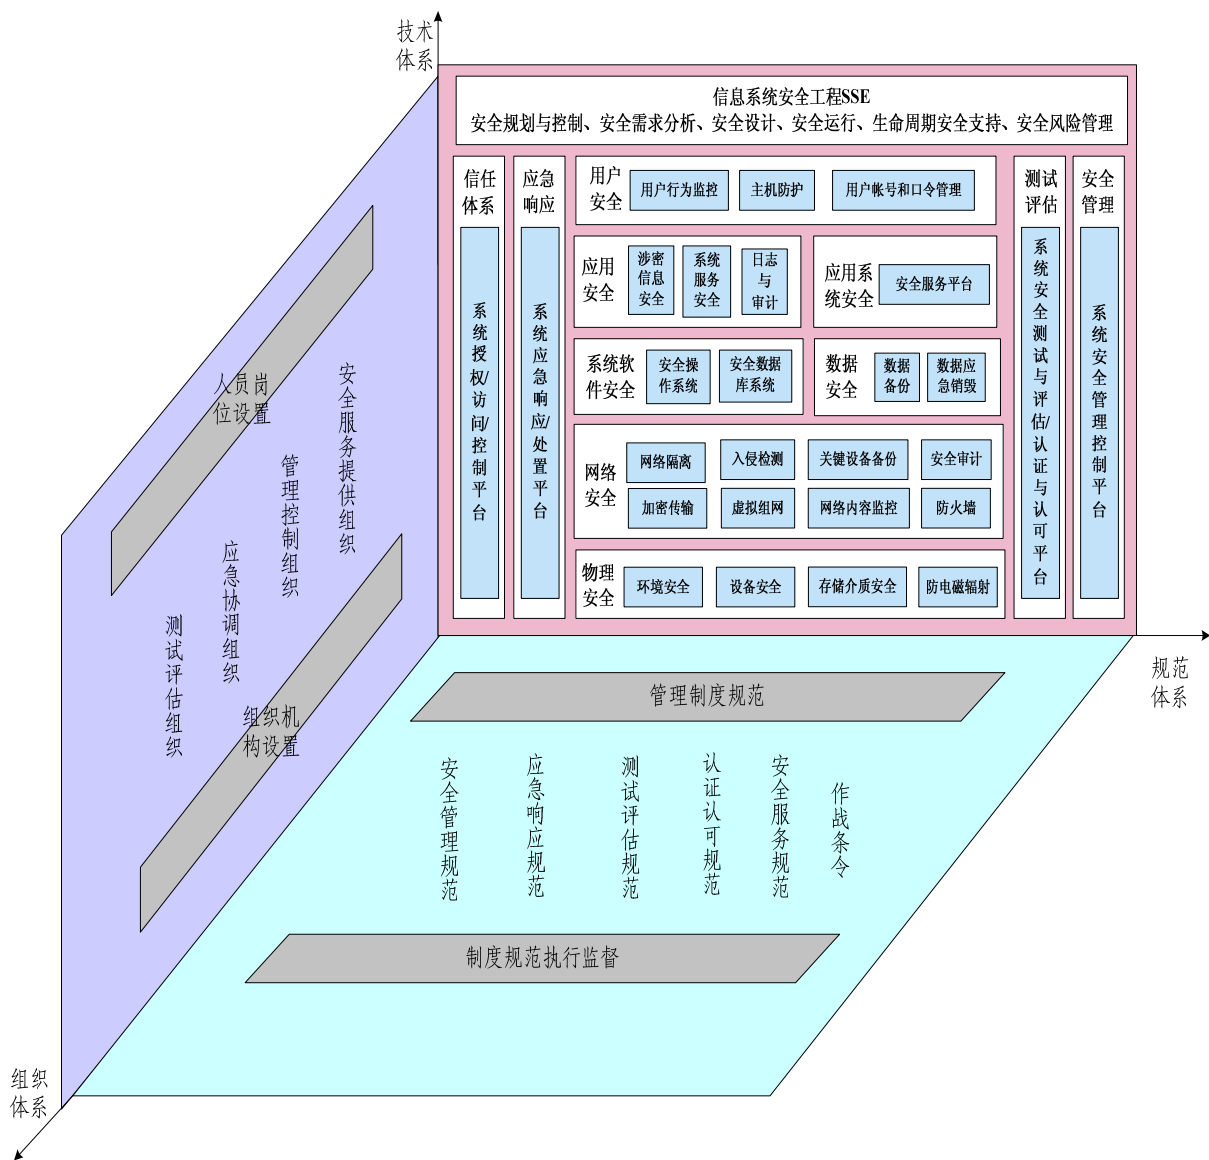 技术
体系
信息系统安全工程SSE
安全规划与控制、安全需求分析、安全设计、安全运行、生命周期安全支持、安全风险管理
信任
体系
系统授权/访问/控制平台
应急
响应
系统应急响应/处置平台
用户
安全
用户行为监控
主机防护
用户帐号和口令管理
应用
安全
涉密
信息
安全
系统
服务
安全
日志
与
审计
应用系
统安全
安全服务平台
系统软
件安全
安全操
作系统
安全数据
库系统
数据
安全
数据
备份
数据应
急销毁
网络
安全
网络隔离
入侵检测
关键设备备份
安全审计
加密传输
虚拟组网
网络内容监控
防火墙
物理
安全
环境安全
设备安全
存储介质安全
防电磁辐射
测试
评估
系统安全测试与评估/认证与认可平台
安全
管理
系统安全管理控制平台
人员岗
位设置
安全服务提供组织
管理控制组织
应急协调组织
测试评估组织
组织机
构设置
规范
体系
管理制度规范
安全管理规范
应急响应规范
测试评估规范
认证认可规范
安全服务规范
作战条令
制度规范执行监督
组织
体系